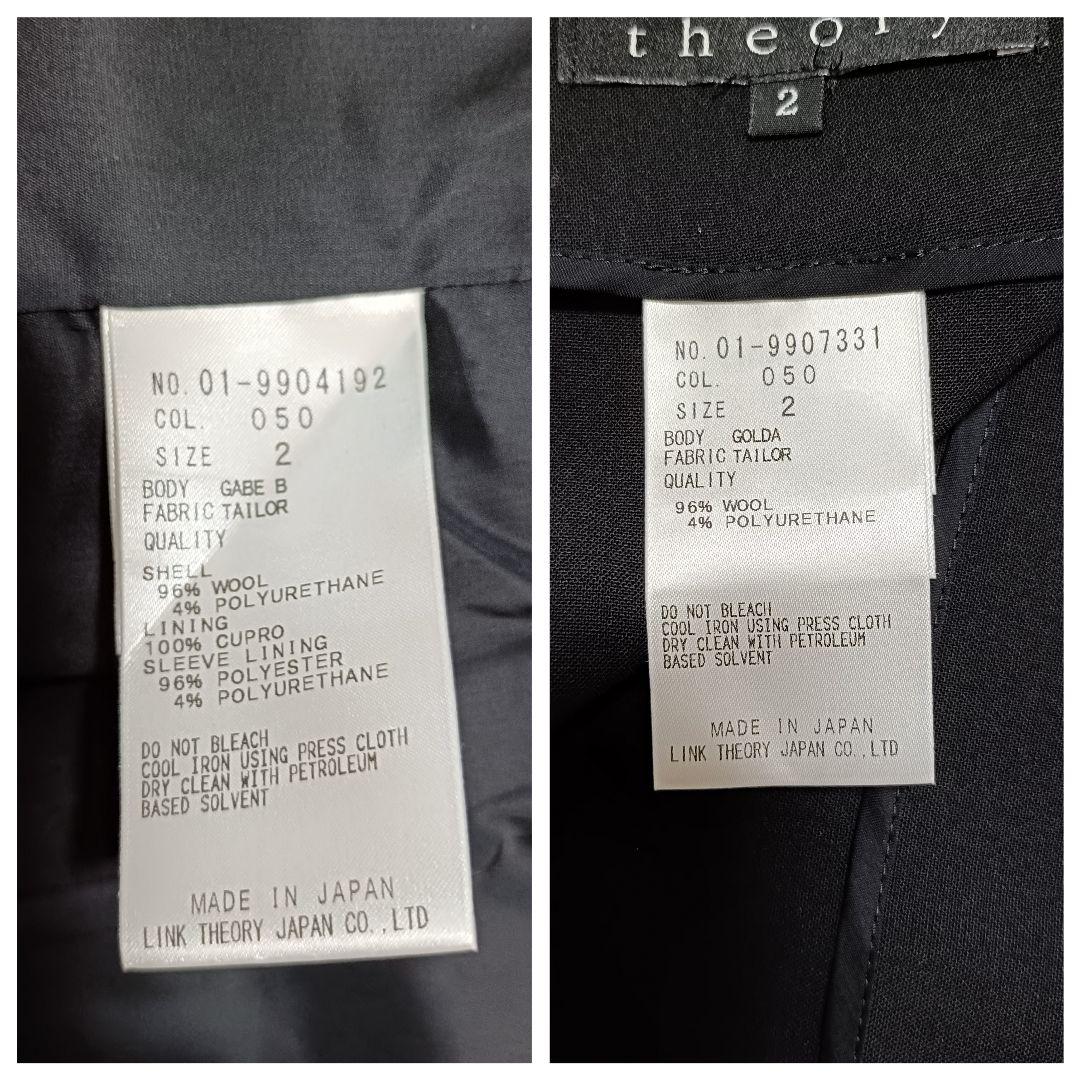 NO. 01-9904192
COL. 050
SIZE 2
BODY GABE B
FABRIC TAILOR
QUALITY
SHELL
96% WOOL
4% POLYURETHANE
LINING
100% CUPRO
SLEEVE LINING
96% POLYESTER
4% POLYURETHANE
DO NOT BLEACH
COOL IRON USING PRESS CLOTH
DRY CLEAN WITH PETROLEUM
BASED SOLVENT
MADE IN JAPAN
LINK THEORY JAPAN CO.,LTD
theory
2
NO. 01-9907331
COL. 050
SIZE 2
BODY GOLDA
FABRIC TAILOR
QUALITY
96% WOOL
4% POLYURETHANE
DO NOT BLEACH
COOL IRON USING PRESS CLOTH
DRY CLEAN WITH PETROLEUM
BASED SOLVENT
MADE IN JAPAN
LINK THEORY JAPAN CO.,LTD